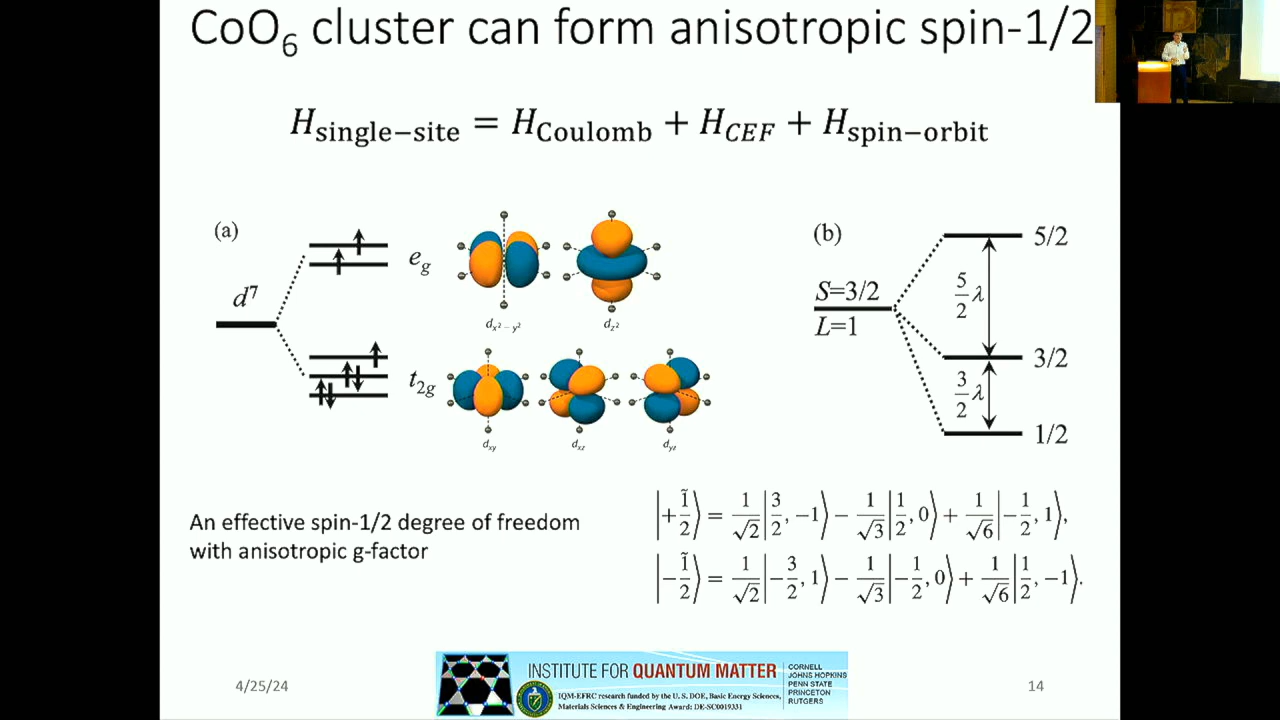 CoO₆ cluster can form anisotropic spin-1/2
H_single−site = H_Coulomb + H_CEF + H_spin−orbit
(a)
d⁷
e_g
d_x²−y²
d_z²
t_2g
d_xy
d_xz
d_yz
(b)
S=3/2
L=1
5/2
5/2 λ
3/2
3/2 λ
1/2
An effective spin-1/2 degree of freedom
with anisotropic g-factor
|+1̃/2⟩ = 1/√2 |3/2, −1⟩ − 1/√3 |1/2, 0⟩ + 1/√6 |−1/2, 1⟩,
|−1̃/2⟩ = 1/√2 |−3/2, 1⟩ − 1/√3 |−1/2, 0⟩ + 1/√6 |1/2, −1⟩.
4/25/24
INSTITUTE FOR QUANTUM MATTER
IQM-EFRC research funded by the U.S. DOE, Basic Energy Sciences,
Materials Sciences & Engineering Award: DE-SC0019331
CORNELL
JOHNS HOPKINS
PENN STATE
PRINCETON
RUTGERS
14